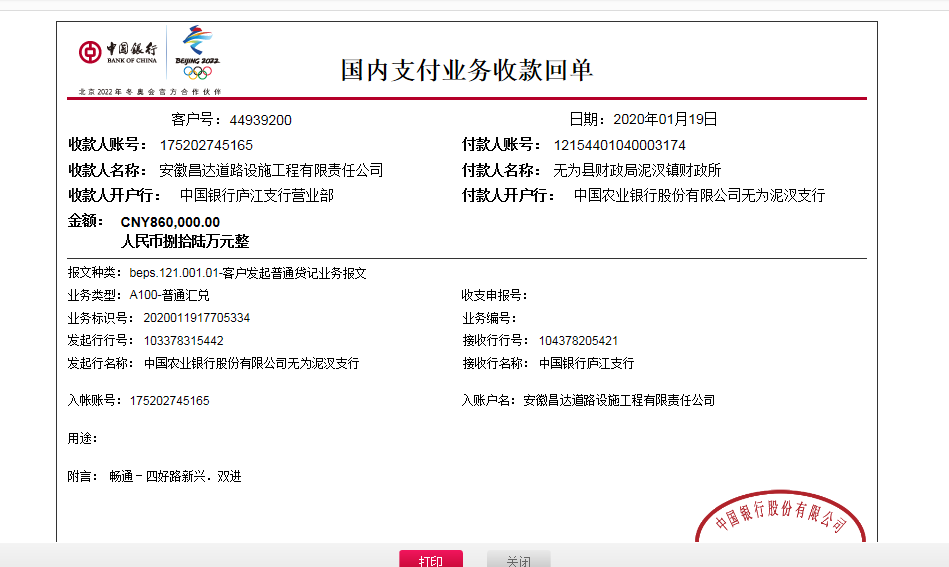 中国银行
BANK OF CHINA
BEIJING 2022
北京2022年冬奥会官方合作伙伴
国内支付业务收款回单
客户号：44939200 日期：2020年01月19日
收款人账号：175202745165 付款人账号：12154401040003174
收款人名称：安徽昌达道路设施工程有限责任公司 付款人名称：无为县财政局泥汊镇财政所
收款人开户行：中国银行庐江支行营业部 付款人开户行：中国农业银行股份有限公司无为泥汊支行
金额：CNY860,000.00
人民币捌拾陆万元整
报文种类：beps.121.001.01-客户发起普通贷记业务报文
业务类型：A100-普通汇兑 收支申报号：
业务标识号：2020011917705334 业务编号：
发起行行号：103378315442 接收行行号：104378205421
发起行名称：中国农业银行股份有限公司无为泥汊支行 接收行名称：中国银行庐江支行
入帐账号：175202745165 入账户名：安徽昌达道路设施工程有限责任公司
用途：
附言：畅通－四好路新兴．双进
中国银行股份有限公司
打印 关闭